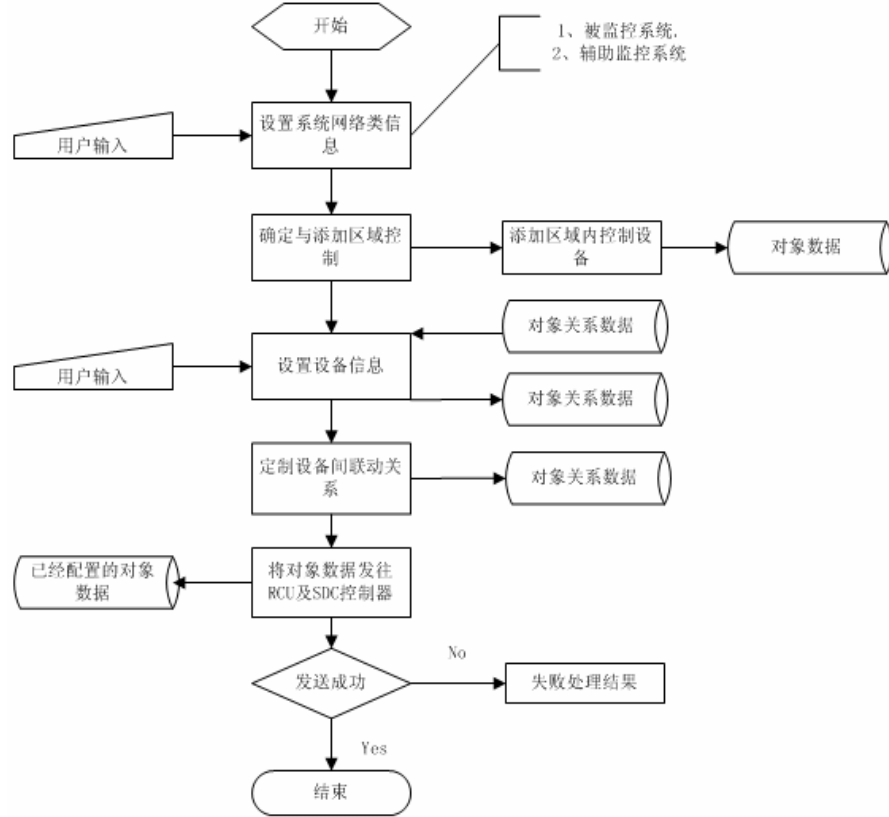 开始
1、被监控系统.
2、辅助监控系统
设置系统网络类信
息
用户输入
确定与添加区域控
制
添加区域内控制设
备
对象数据
对象关系数据
设置设备信息
用户输入
对象关系数据
定制设备间联动关
系
对象关系数据
已经配置的对象
数据
将对象数据发往
RCU及SDC控制器
No
发送成功
失败处理结果
Yes
结束